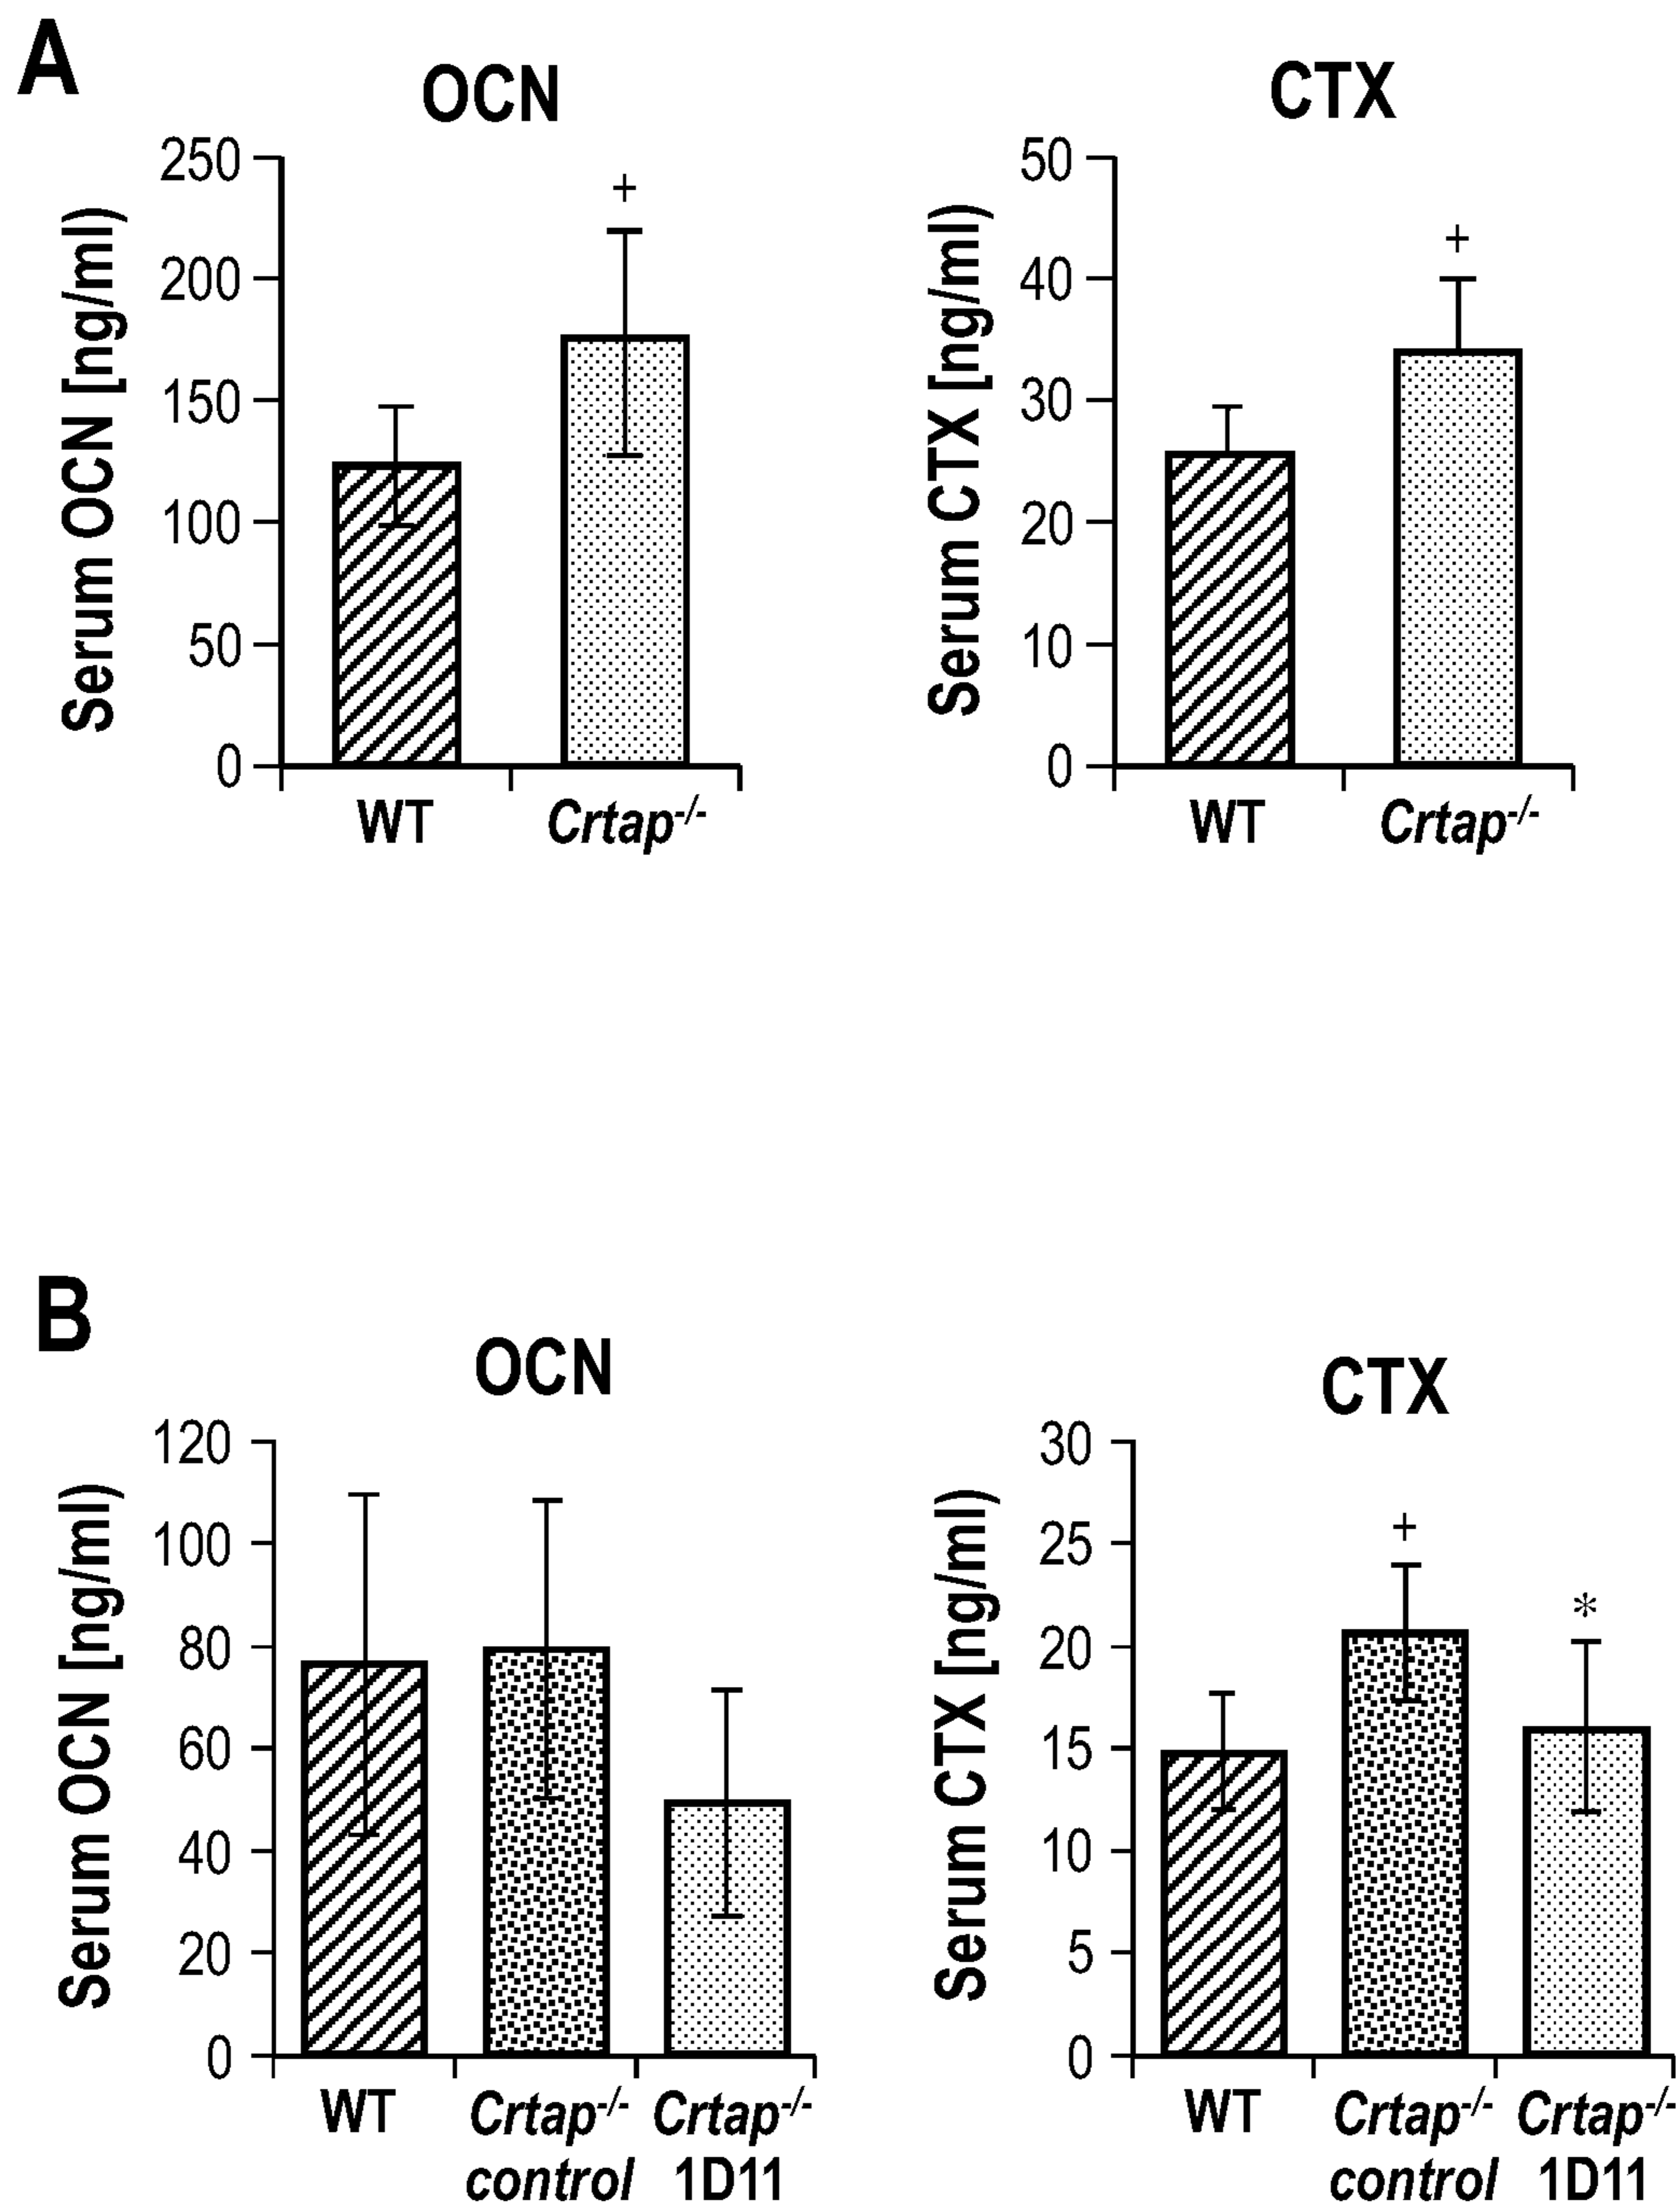 A
OCN
Serum OCN [ng/ml]
250
200
150
100
50
0
+
WT
Crtap-/-
CTX
Serum CTX [ng/ml]
50
40
30
20
10
0
+
WT
Crtap-/-
B
OCN
Serum OCN [ng/ml]
120
100
80
60
40
20
0
WT
Crtap-/-
control
Crtap-/-
1D11
CTX
Serum CTX [ng/ml]
30
25
20
15
10
5
0
+
*
WT
Crtap-/-
control
Crtap-/-
1D11